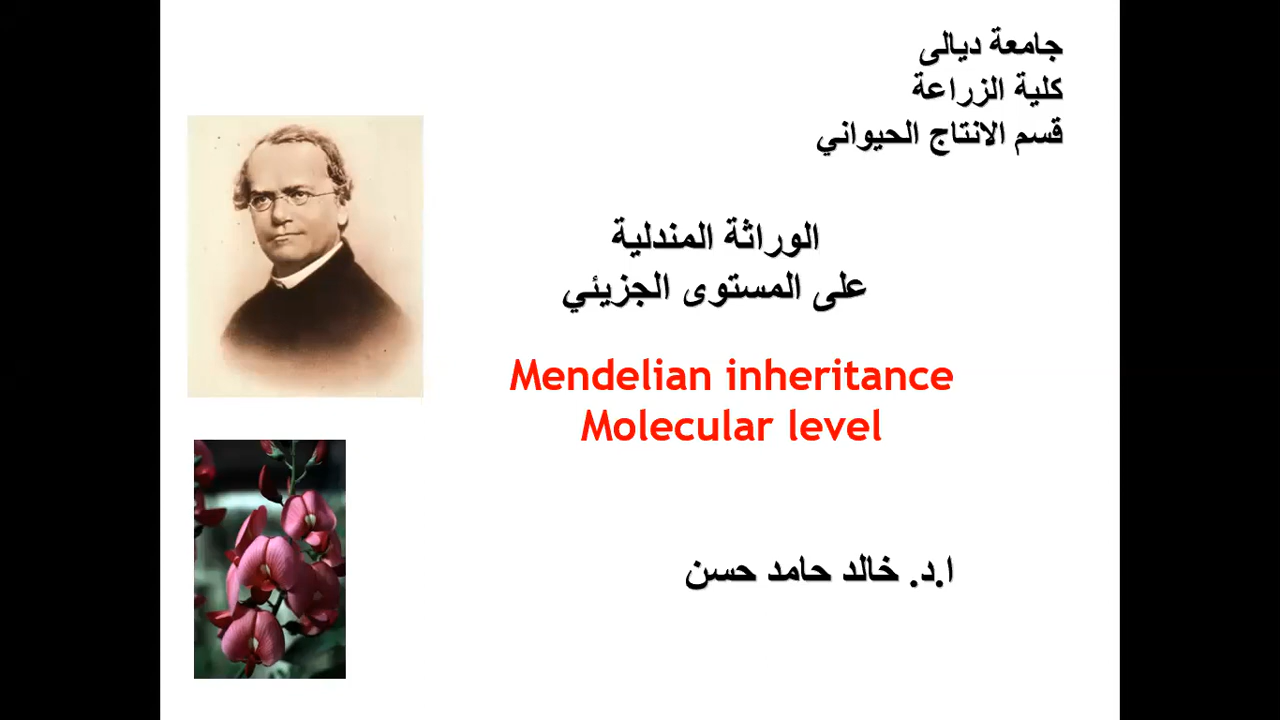 جامعة ديالى
كلية الزراعة
قسم الانتاج الحيواني
الوراثة المندلية
على المستوى الجزيئي
Mendelian inheritance
Molecular level
ا.د. خالد حامد حسن